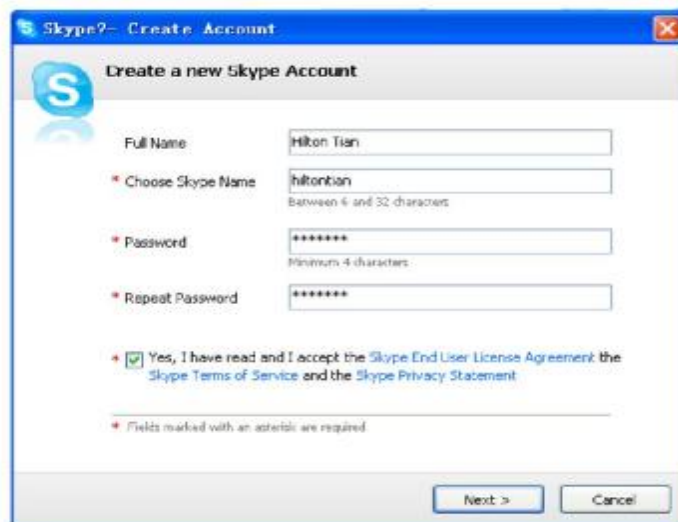 Skype?- Create Account
Create a new Skype Account
Full Name Hilton Tian
* Choose Skype Name hiltontian
Between 6 and 32 characters
* Password *******
Minimum 4 characters
* Repeat Password *******
* Yes, I have read and I accept the Skype End User License Agreement the
Skype Terms of Service and the Skype Privacy Statement
* Fields marked with an asterisk are required
Next > Cancel